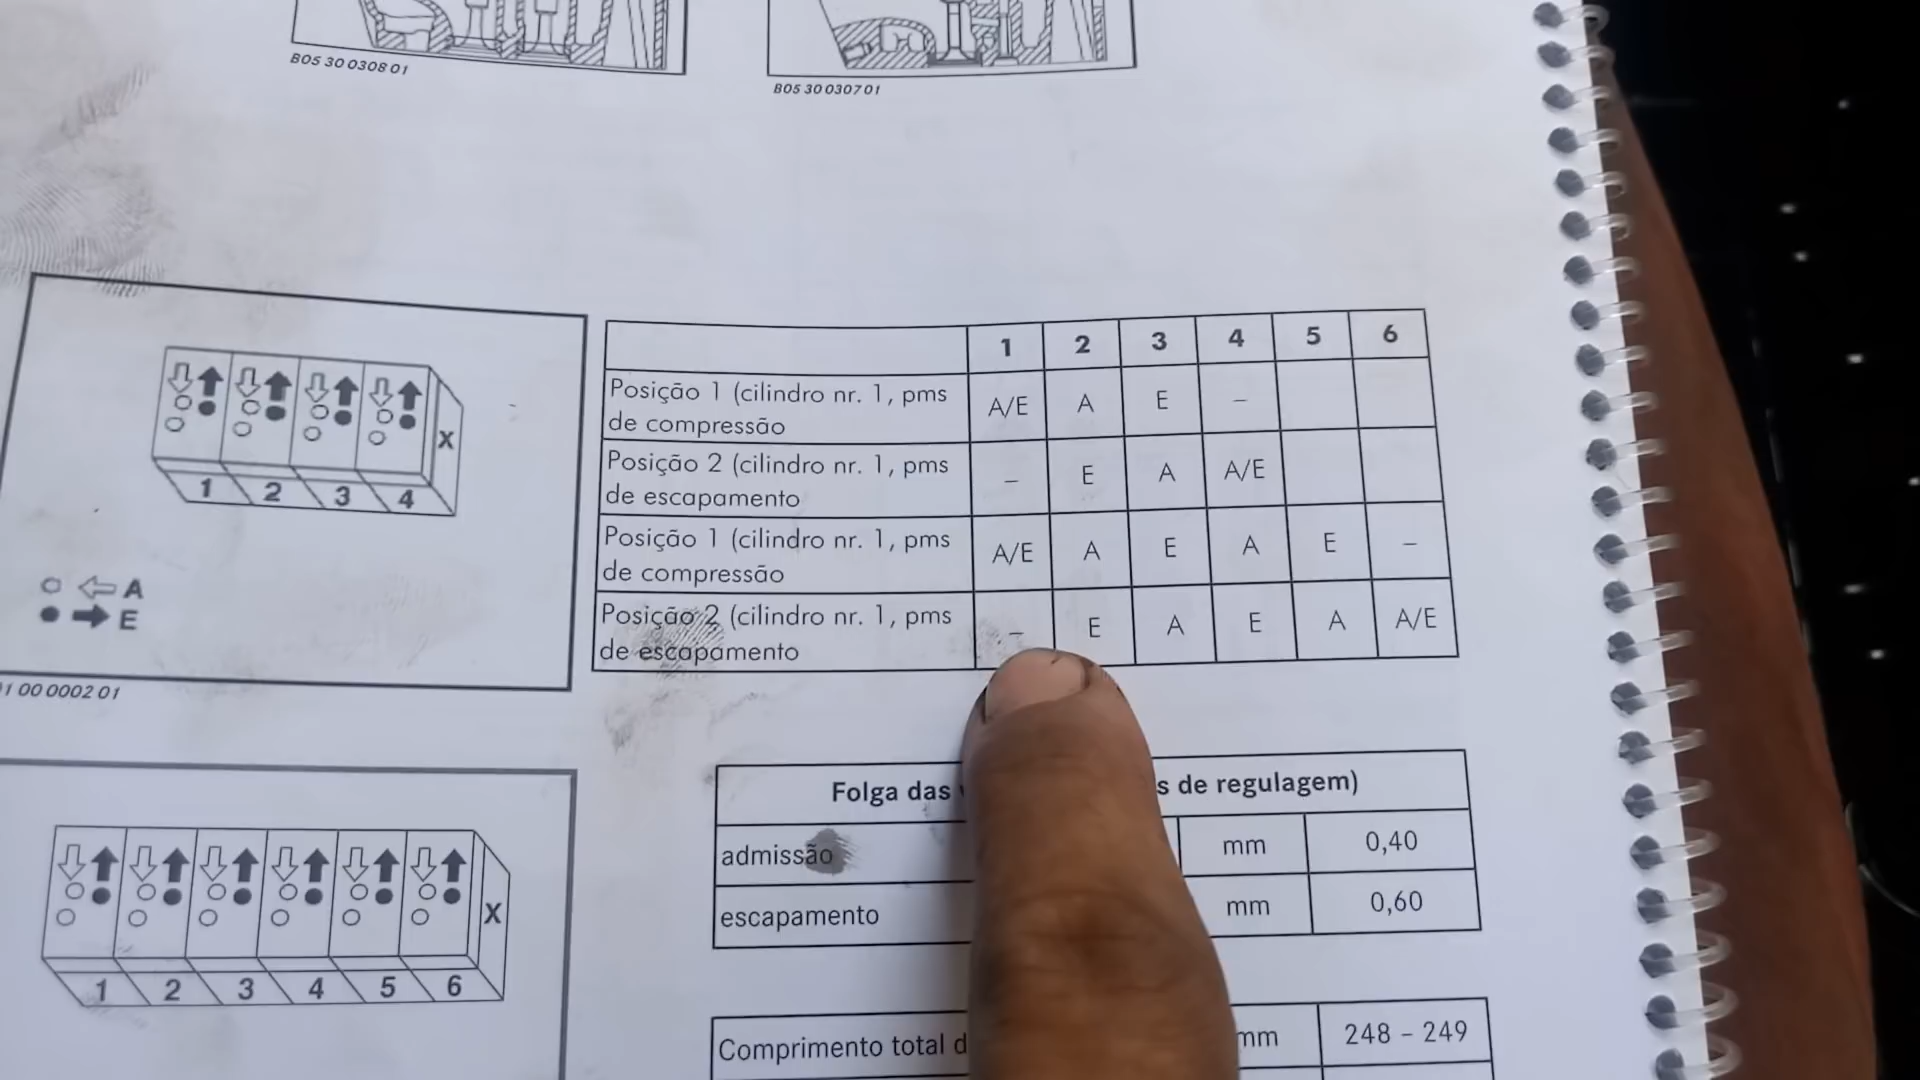 B05 30 0308 01
B05 30 0307 01
1 2 3 4 5 6
Posição 1 (cilindro nr. 1, pms
de compressão
A/E A E –
Posição 2 (cilindro nr. 1, pms
de escapamento
– E A A/E
Posição 1 (cilindro nr. 1, pms
de compressão
A/E A E A E –
Posição 2 (cilindro nr. 1, pms
de escapamento
– E A E A A/E
X
1 2 3 4
A
E
1 00 0002 01
Folga das
s de regulagem)
admissão mm 0,40
escapamento mm 0,60
X
1 2 3 4 5 6
Comprimento total d
mm 248 – 249